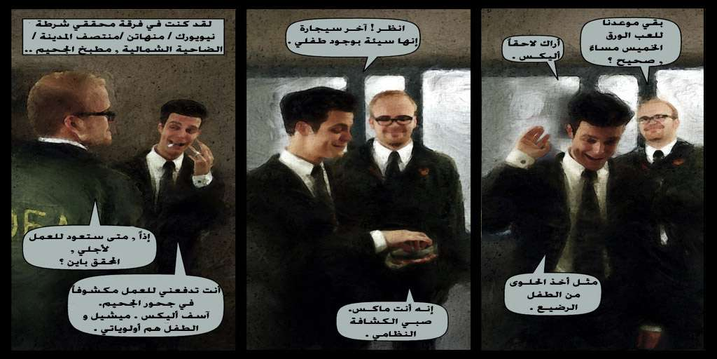 لقد كنت في فرقة محققي شرطة
نيويورك / منهاتن /منتصف المدينة /
الضاحية الشمالية , مطبخ الجحيم ..
إذاً , متى ستعود للعمل
لأجلي ,
المحقق باين ؟
أنت تدفعني للعمل مكشوفاً
في جحور الجحيم.
آسف أليكس . ميشيل و
الطفل هم أولوياتي .
DEA
انظر ! آخر سيجارة
إنها سيئة بوجود طفلي .
إنه أنت ماكس.
صبي الكشافة
النظامي .
بقي موعدنا
للعب الورق
الخميس مساءً
, صحيح ؟
أراك لاحقاً
أليكس .
مثل أخذ الحلوى
من الطفل
الرضيع .